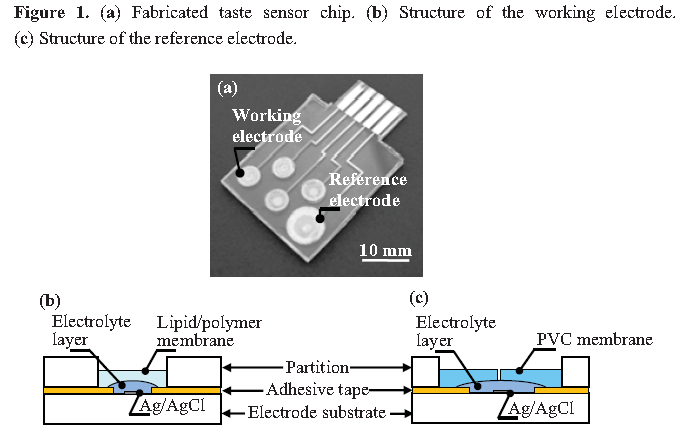 Figure 1. (a) Fabricated taste sensor chip. (b) Structure of the working electrode.
(c) Structure of the reference electrode.
(a)
Working
electrode
Reference
electrode
10 mm
(b)
Electrolyte
layer
Lipid/polymer
membrane
Ag/AgCl
Partition
Adhesive tape
Electrode substrate
(c)
Electrolyte
layer
PVC membrane
Ag/AgCl